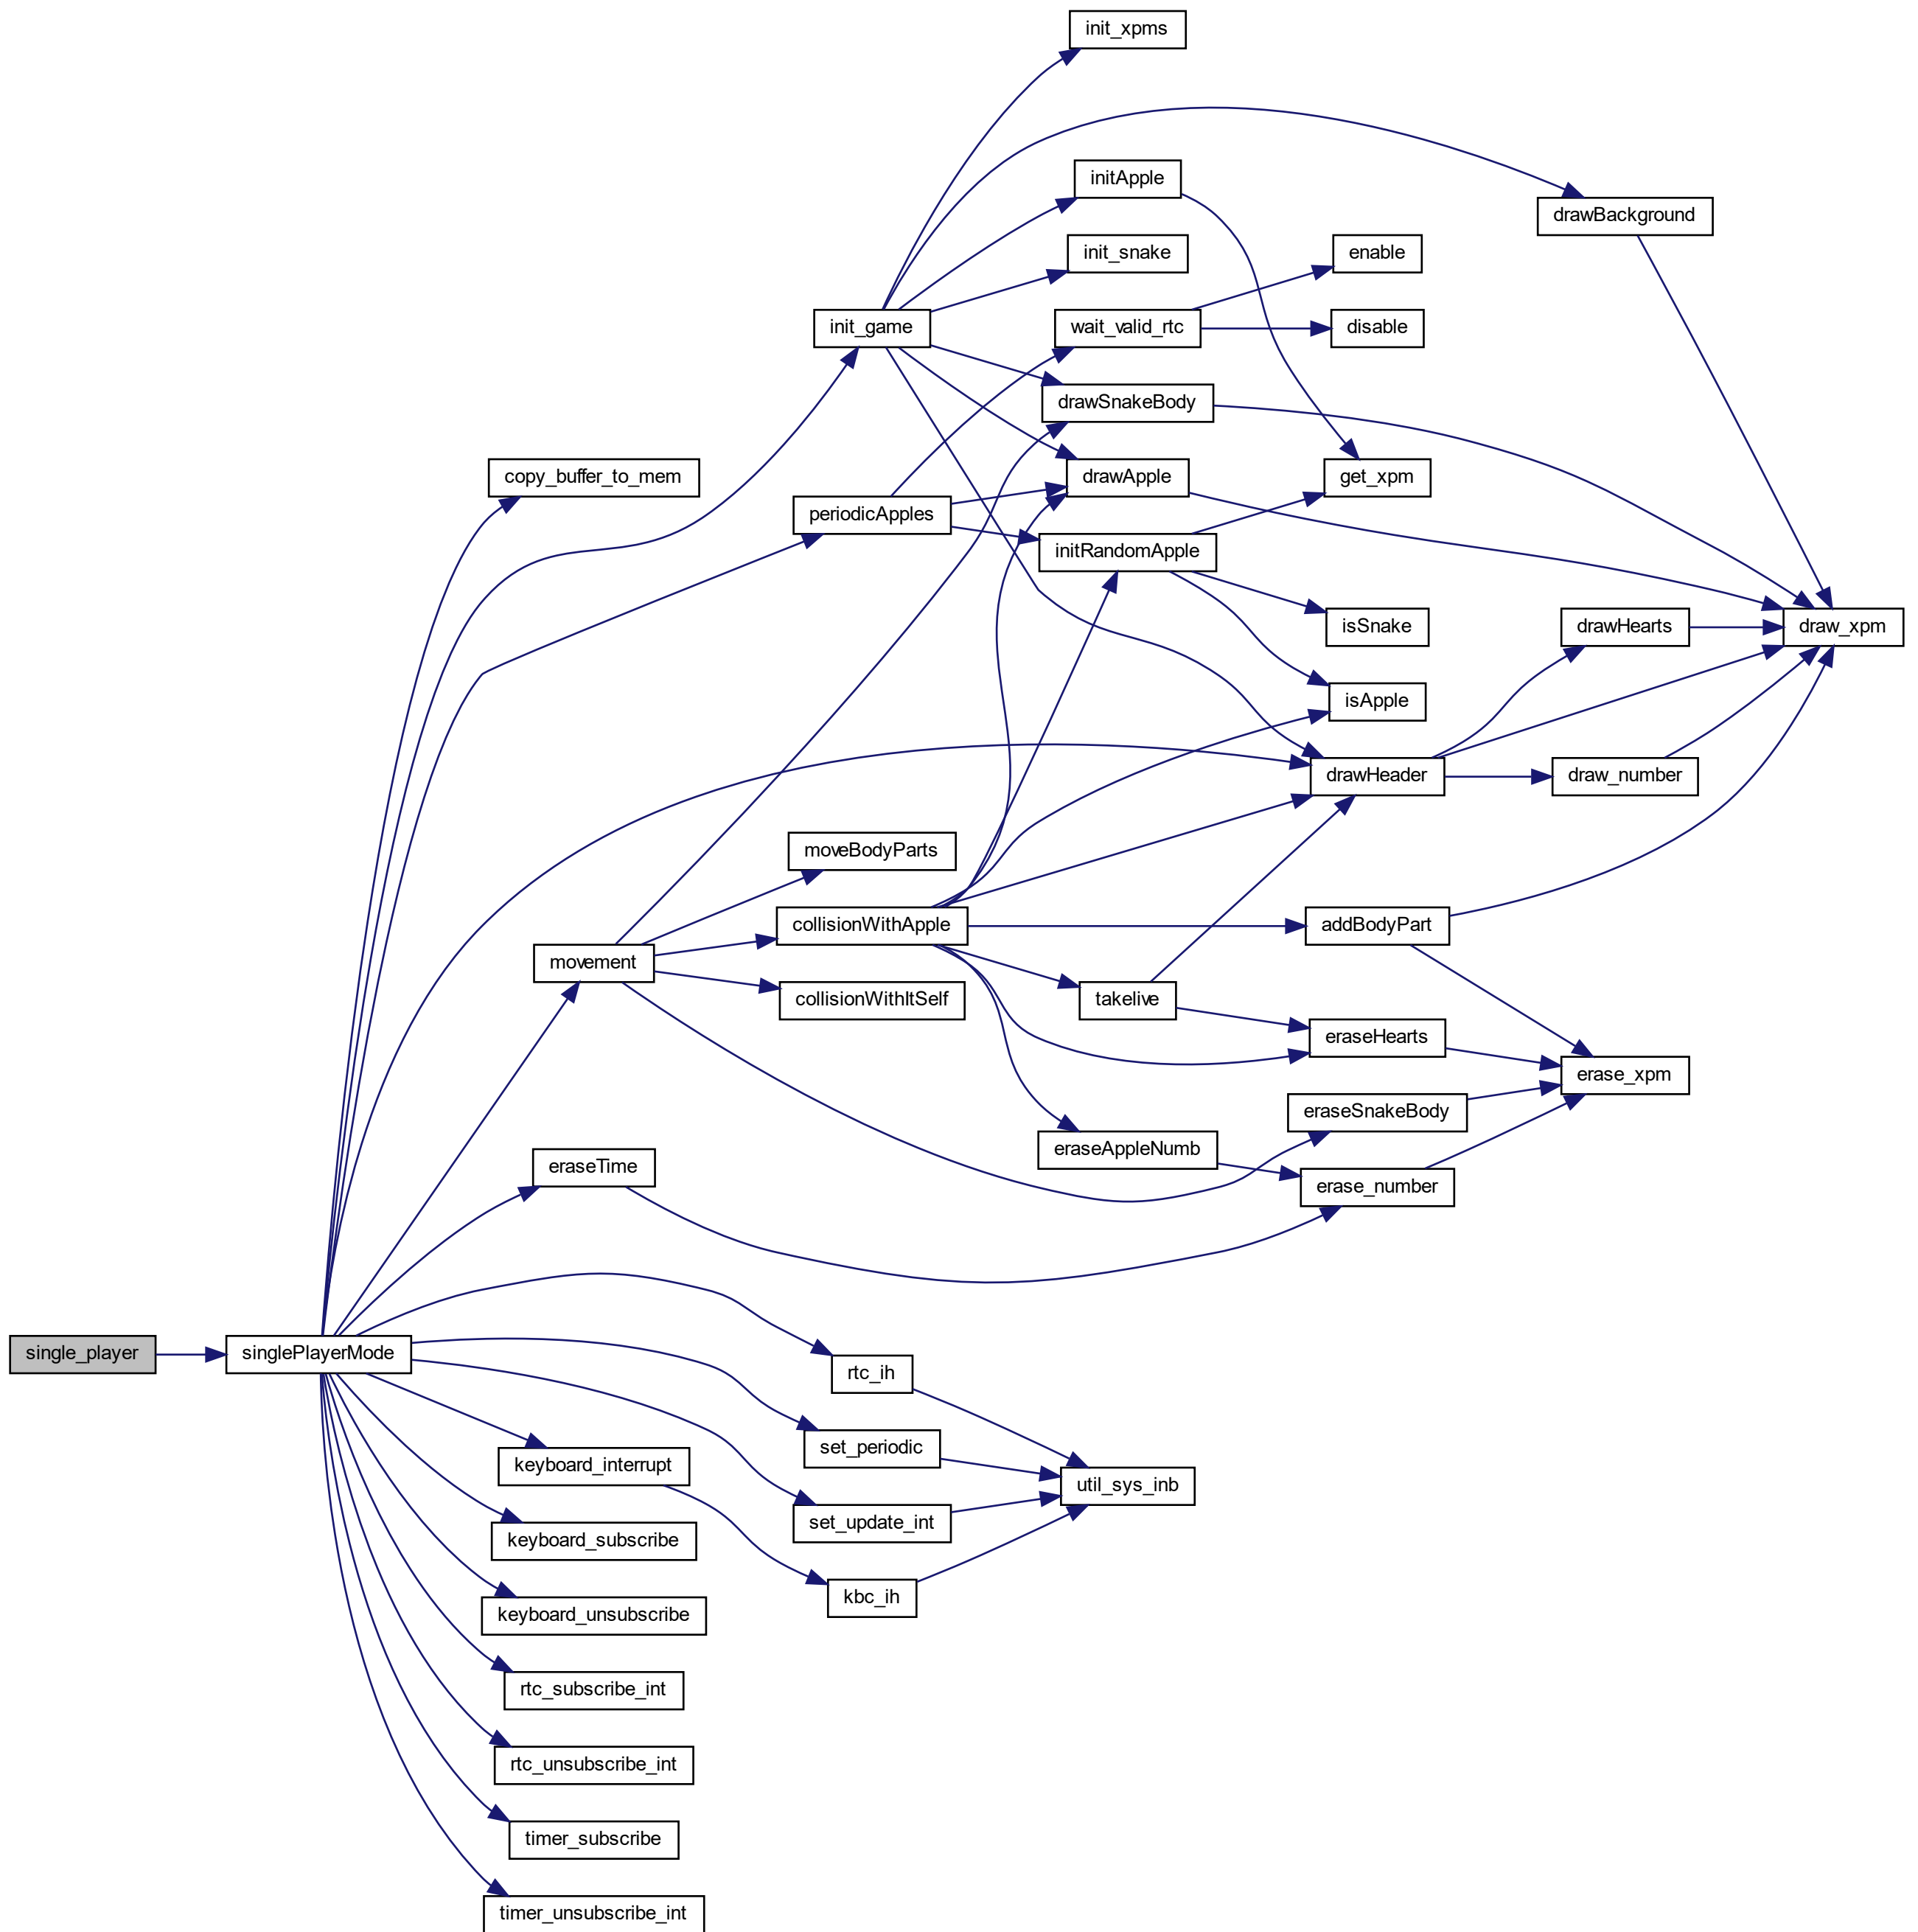 init_xpms
initApple
drawBackground
init_snake
enable
init_game
wait_valid_rtc
disable
drawSnakeBody
copy_buffer_to_mem
drawApple
get_xpm
periodicApples
initRandomApple
isSnake
drawHearts
draw_xpm
isApple
drawHeader
draw_number
moveBodyParts
collisionWithApple
addBodyPart
movement
collisionWithItSelf
takelive
eraseHearts
erase_xpm
eraseSnakeBody
eraseAppleNumb
eraseTime
erase_number
single_player
singlePlayerMode
rtc_ih
set_periodic
keyboard_interrupt
util_sys_inb
set_update_int
keyboard_subscribe
kbc_ih
keyboard_unsubscribe
rtc_subscribe_int
rtc_unsubscribe_int
timer_subscribe
timer_unsubscribe_int